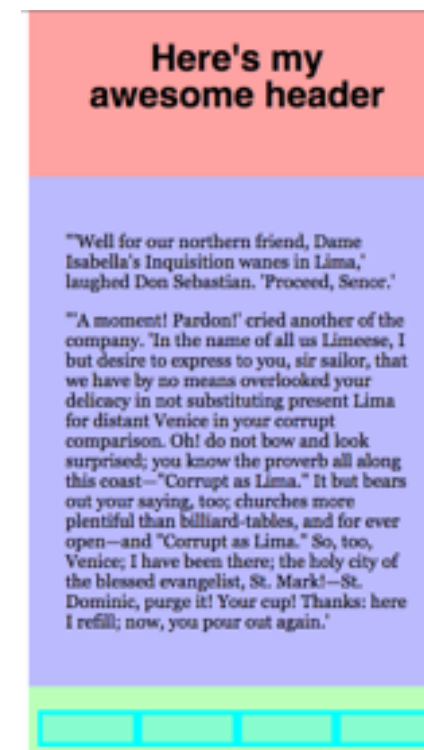 Here's my
awesome header
"'Well for our northern friend, Dame
Isabella's Inquisition wanes in Lima,'
laughed Don Sebastian. 'Proceed, Senor.'
"'A moment! Pardon!' cried another of the
company. 'In the name of all us Limeese, I
but desire to express to you, sir sailor, that
we have by no means overlooked your
delicacy in not substituting present Lima
for distant Venice in your corrupt
comparison. Oh! do not bow and look
surprised; you know the proverb all along
this coast—"Corrupt as Lima." It but bears
out your saying, too; churches more
plentiful than billiard-tables, and for ever
open—and "Corrupt as Lima." So, too,
Venice; I have been there; the holy city of
the blessed evangelist, St. Mark!—St.
Dominic, purge it! Your cup! Thanks: here
I refill; now, you pour out again.'